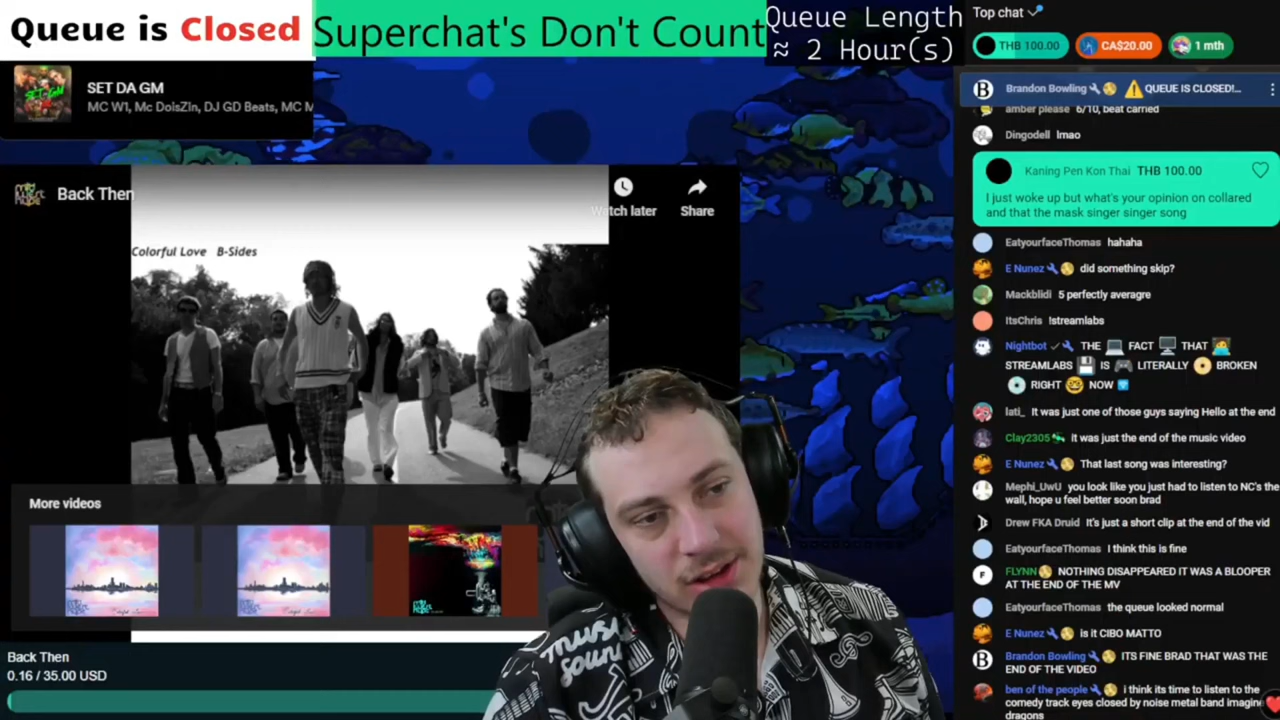 Queue is Closed
Superchat's Don't Count
Queue Length
≈ 2 Hour(s)
SET DA GM
MC W1, Mc DoisZin, DJ GD Beats, MC M
Back Then
Watch later
Share
Colorful Love B-Sides
More videos
Back Then
0.16 / 35.00 USD
Top chat
THB 100.00
CA$20.00
1 mth
Brandon Bowling QUEUE IS CLOSED!...
amber please 6/10, beat carried
Dingodell lmao
Kaning Pen Kon Thai THB 100.00
I just woke up but what's your opinion on collared
and that the mask singer singer song
EatyourfaceThomas hahaha
E Nunez did something skip?
Mackblidi 5 perfectly averagre
ItsChris !streamlabs
Nightbot THE 💻 FACT 🖥️ THAT 🧑‍💻
STREAMLABS 💾 IS 🎮 LITERALLY 📀 BROKEN
💿 RIGHT 🤓 NOW
lati_ It was just one of those guys saying Hello at the end
Clay2305 it was just the end of the music video
E Nunez That last song was interesting?
Mephi_UwU you look like you just had to listen to NC's the
wall, hope u feel better soon brad
Drew FKA Druid It's just a short clip at the end of the vid
EatyourfaceThomas I think this is fine
FLYNN NOTHING DISAPPEARED IT WAS A BLOOPER
AT THE END OF THE MV
EatyourfaceThomas the queue looked normal
E Nunez is it CIBO MATTO
Brandon Bowling ITS FINE BRAD THAT WAS THE
END OF THE VIDEO
ben of the people i think its time to listen to the
comedy track eyes closed by noise metal band imagine
dragons